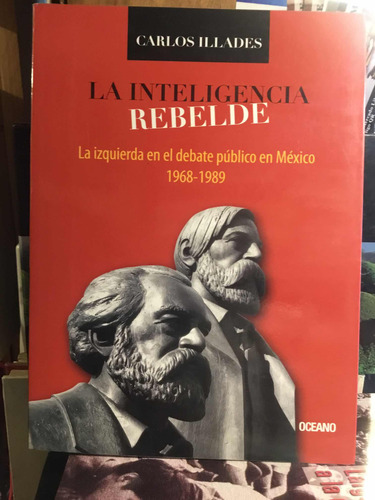 CARLOS ILLADES
LA INTELIGENCIA
REBELDE
La izquierda en el debate público en México
1968-1989
OCEANO